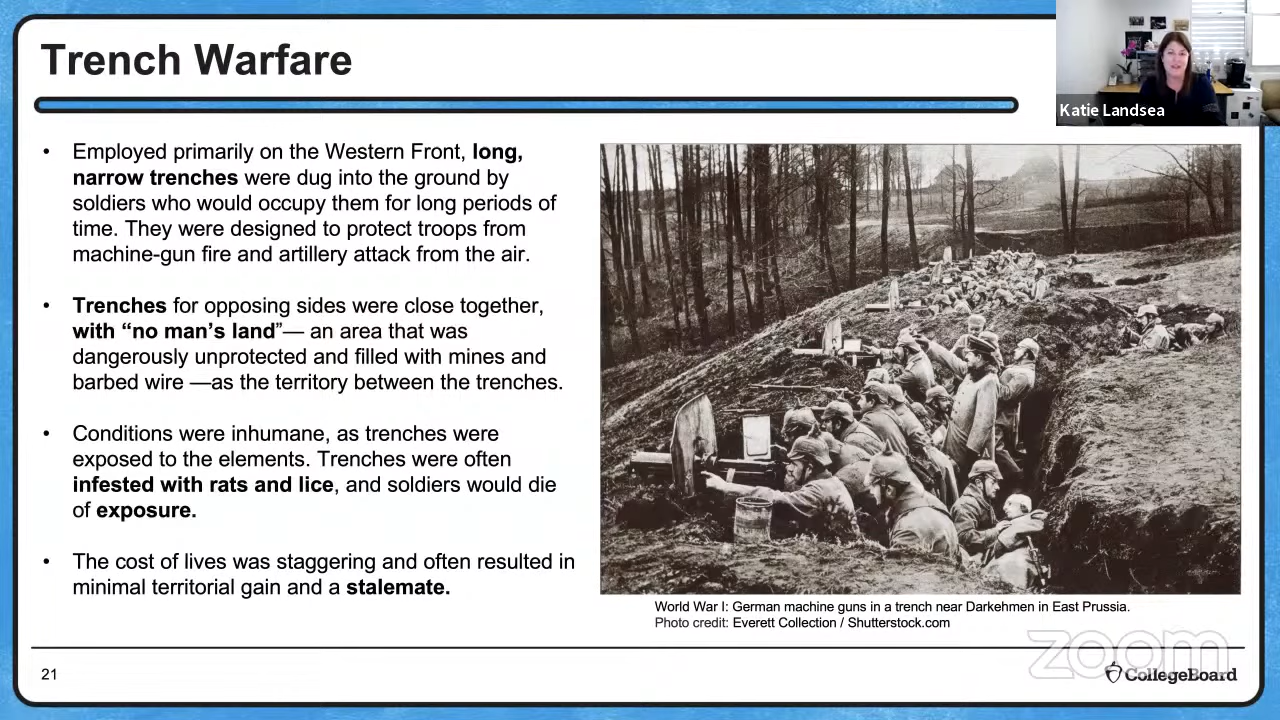 Trench Warfare
Katie Landsea
• Employed primarily on the Western Front, long,
narrow trenches were dug into the ground by
soldiers who would occupy them for long periods of
time. They were designed to protect troops from
machine-gun fire and artillery attack from the air.
• Trenches for opposing sides were close together,
with “no man’s land”— an area that was
dangerously unprotected and filled with mines and
barbed wire —as the territory between the trenches.
• Conditions were inhumane, as trenches were
exposed to the elements. Trenches were often
infested with rats and lice, and soldiers would die
of exposure.
• The cost of lives was staggering and often resulted in
minimal territorial gain and a stalemate.
World War I: German machine guns in a trench near Darkehmen in East Prussia.
Photo credit: Everett Collection / Shutterstock.com
zoom
21
CollegeBoard